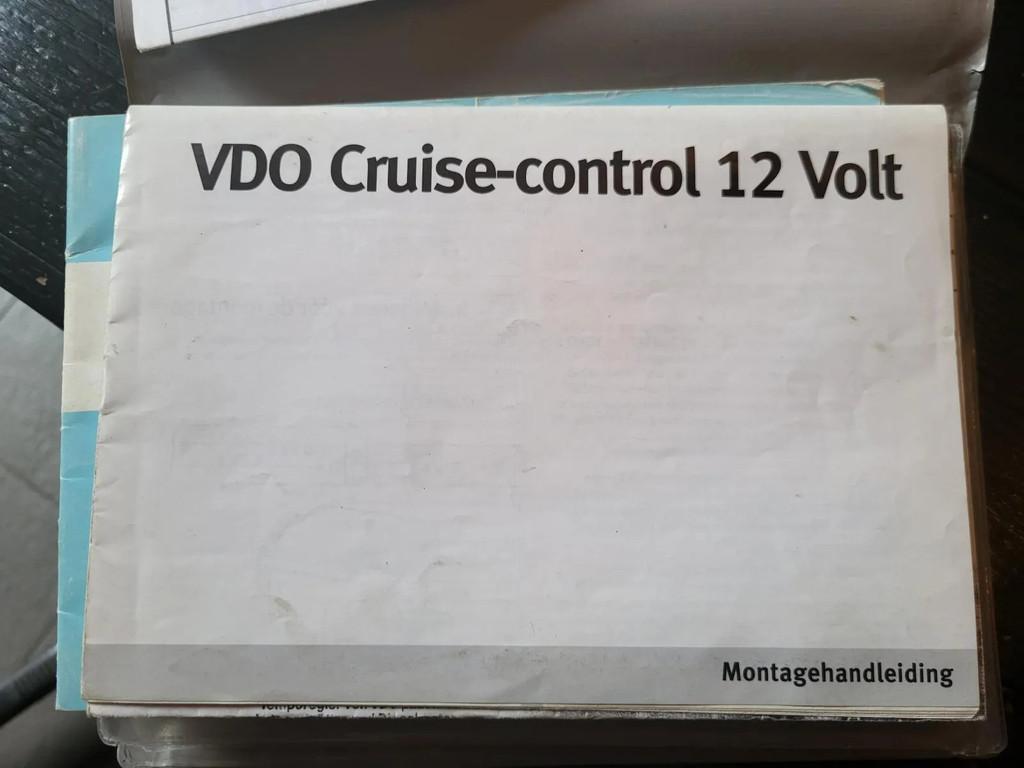 VDO Cruise-control 12 Volt
Montagehandleiding